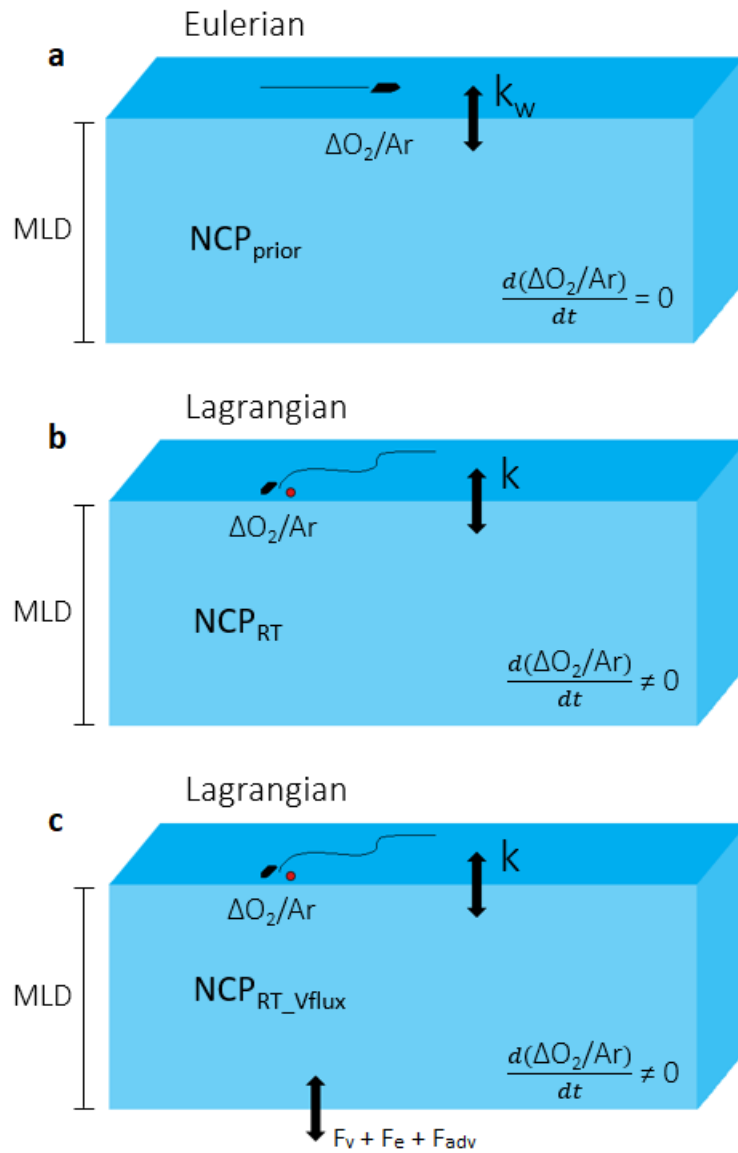 Eulerian
a
k_w
ΔO₂/Ar
MLD
NCP_prior
d(ΔO₂/Ar)/dt = 0
Lagrangian
b
k
ΔO₂/Ar
MLD
NCP_RT
d(ΔO₂/Ar)/dt ≠ 0
Lagrangian
c
k
ΔO₂/Ar
MLD
NCP_RT_Vflux
d(ΔO₂/Ar)/dt ≠ 0
F_v + F_e + F_adv